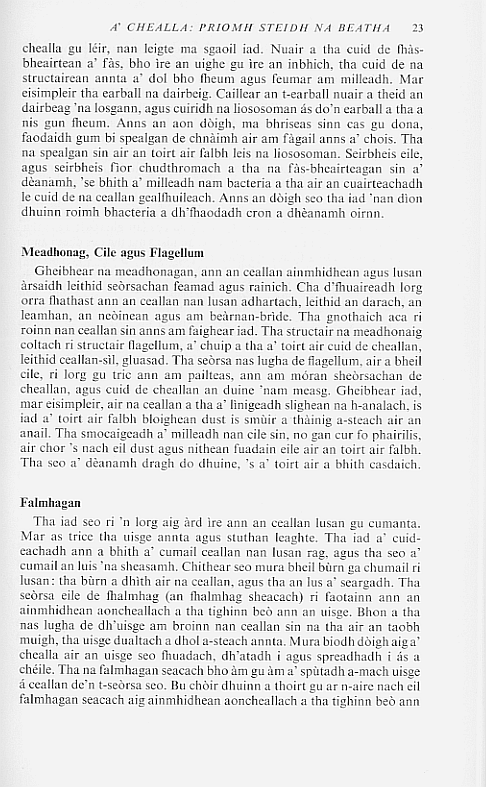 A' CHEALLA: PRIOMH STEIDH NA BEATHA 23
chealla gu léir, nan leigte ma sgaoil iad. Nuair a tha cuid de fhàs-
bheairtean a' fàs, bho ìre an uighe gu ìre an inbhich, tha cuid de na
structairean annta a' dol bho fheum agus feumar am milleadh. Mar
eisimpleir tha earball na dairbeig. Caillear an t-earball nuair a theid an
dairbeag 'na losgann, agus cuiridh na liososoman ás do'n earball a tha a
nis gun fheum. Anns an aon dòigh, ma bhriseas sinn cas gu dona,
faodaidh gum bi spealgan de chnàimh air am fàgail anns a' chois. Tha
na spealgan sin air an toirt air falbh leis na liososoman. Seirbheis eile,
agus seirbheis fìor chudthromach a tha na fàs-bheairteagan sin a'
dèanamh, 'se bhith a' milleadh nam bacteria a tha air an cuairteachadh
le cuid de na ceallan gealfhuileach. Anns an dòigh seo tha iad 'nan dìon
dhuinn roimh bhacteria a dh'fhaodadh cron a dhèanamh oirnn.
Meadhonag, Cile agus Flagellum
Gheibhear na meadhonagan, ann an ceallan ainmhidhean agus lusan
àrsaidh leithid seòrsachan feamad agus rainich. Cha d'fhuaireadh lorg
orra fhathast ann an ceallan nan lusan adhartach, leithid an darach, an
leamhan, an neòinean agus am beàrnan-brìde. Tha gnothaich aca ri
roinn nan ceallan sin anns am faighear iad. Tha structair na meadhonaig
coltach ri structair flagellum, a' chuip a tha a' toirt air cuid de cheallan,
leithid ceallan-sìl, gluasad. Tha seòrsa nas lugha de flagellum, air a bheil
cile, ri lorg gu tric ann am pailteas, ann am móran sheòrsachan de
cheallan, agus cuid de cheallan an duine 'nam measg. Gheibhear iad,
mar eisimpleir, air na ceallan a tha a' lìnigeadh slighean na h-analach, is
iad a' toirt air falbh bloighean dust is smùir a thàinig a-steach air an
anail. Tha smocaigeadh a' milleadh nan cile sin, no gan cur fo phairilis,
air chor 's nach eil dust agus nithean fuadain eile air an toirt air falbh.
Tha seo a' dèanamh dragh do dhuine, 's a' toirt air a bhith casdaich.
Falmhagan
Tha iad seo ri 'n lorg aig àrd ìre ann an ceallan lusan gu cumanta.
Mar as trice tha uisge annta agus stuthan leaghte. Tha iad a' cuid-
eachadh ann a bhith a' cumail ceallan nan lusan rag, agus tha seo a'
cumail an luis 'na sheasamh. Chithear seo mura bheil bùrn ga chumail ri
lusan: tha bùrn a dhìth air na ceallan, agus tha an lus a' seargadh. Tha
seòrsa eile de fhalmhag (an fhalmhag sheacach) ri faotainn ann an
ainmhidhean aoncheallach a tha tighinn beò ann an uisge. Bhon a tha
nas lugha de dh'uisge am broinn nan ceallan sin na tha air an taobh
muigh, tha uisge dualtach a dhol a-steach annta. Mura biodh dòigh aig a'
chealla air an uisge seo fhuadach, dh'atadh i agus spreadhadh i ás a
chéile. Tha na falmhagan seacach bho àm gu àm a' spùtadh a-mach uisge
á ceallan de'n t-seòrsa seo. Bu chòir dhuinn a thoirt gu ar n-aire nach eil
falmhagan seacach aig ainmhidhean aoncheallach a tha tighinn beò ann